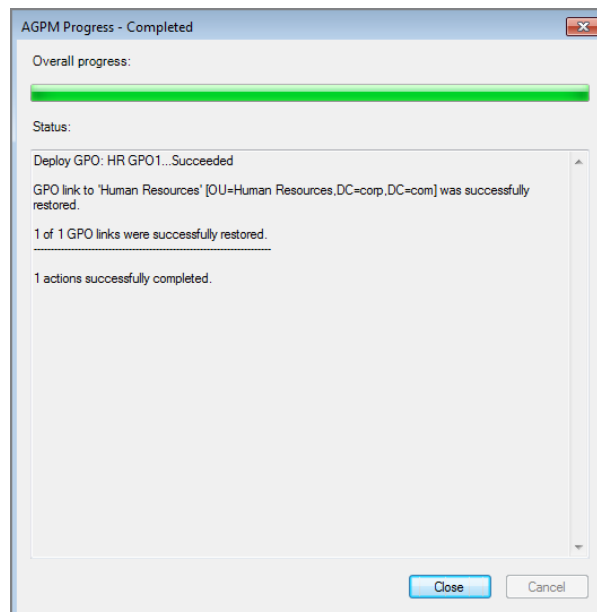 AGPM Progress - Completed
Overall progress:
Status:
Deploy GPO: HR GPO1...Succeeded
GPO link to 'Human Resources' [OU=Human Resources,DC=corp,DC=com] was successfully
restored.
1 of 1 GPO links were successfully restored.
--------------------------------------------------------------------------------
1 actions successfully completed.
Close Cancel